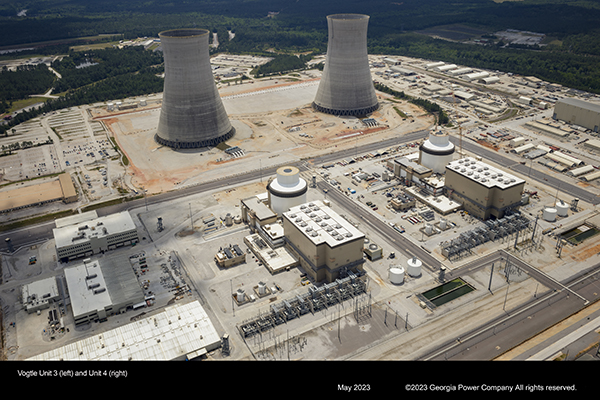 Vogtle Unit 3 (left) and Unit 4 (right)
May 2023 ©2023 Georgia Power Company All rights reserved.